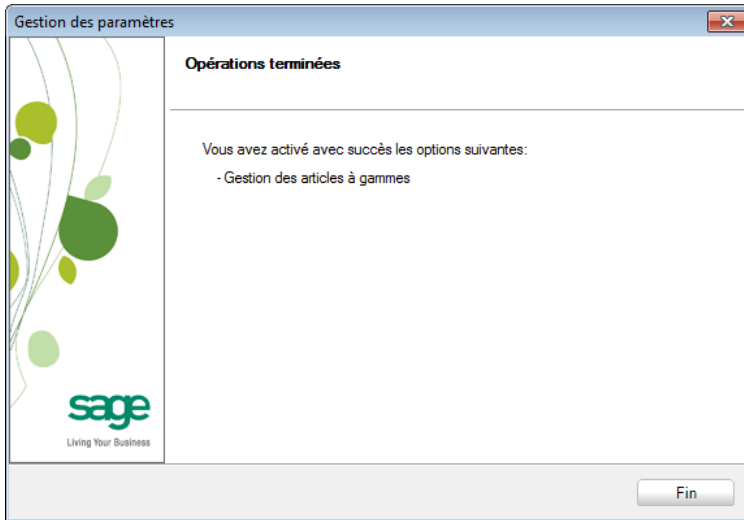 Gestion des paramètres
Opérations terminées
Vous avez activé avec succès les options suivantes:
- Gestion des articles à gammes
sage
Living Your Business
Fin